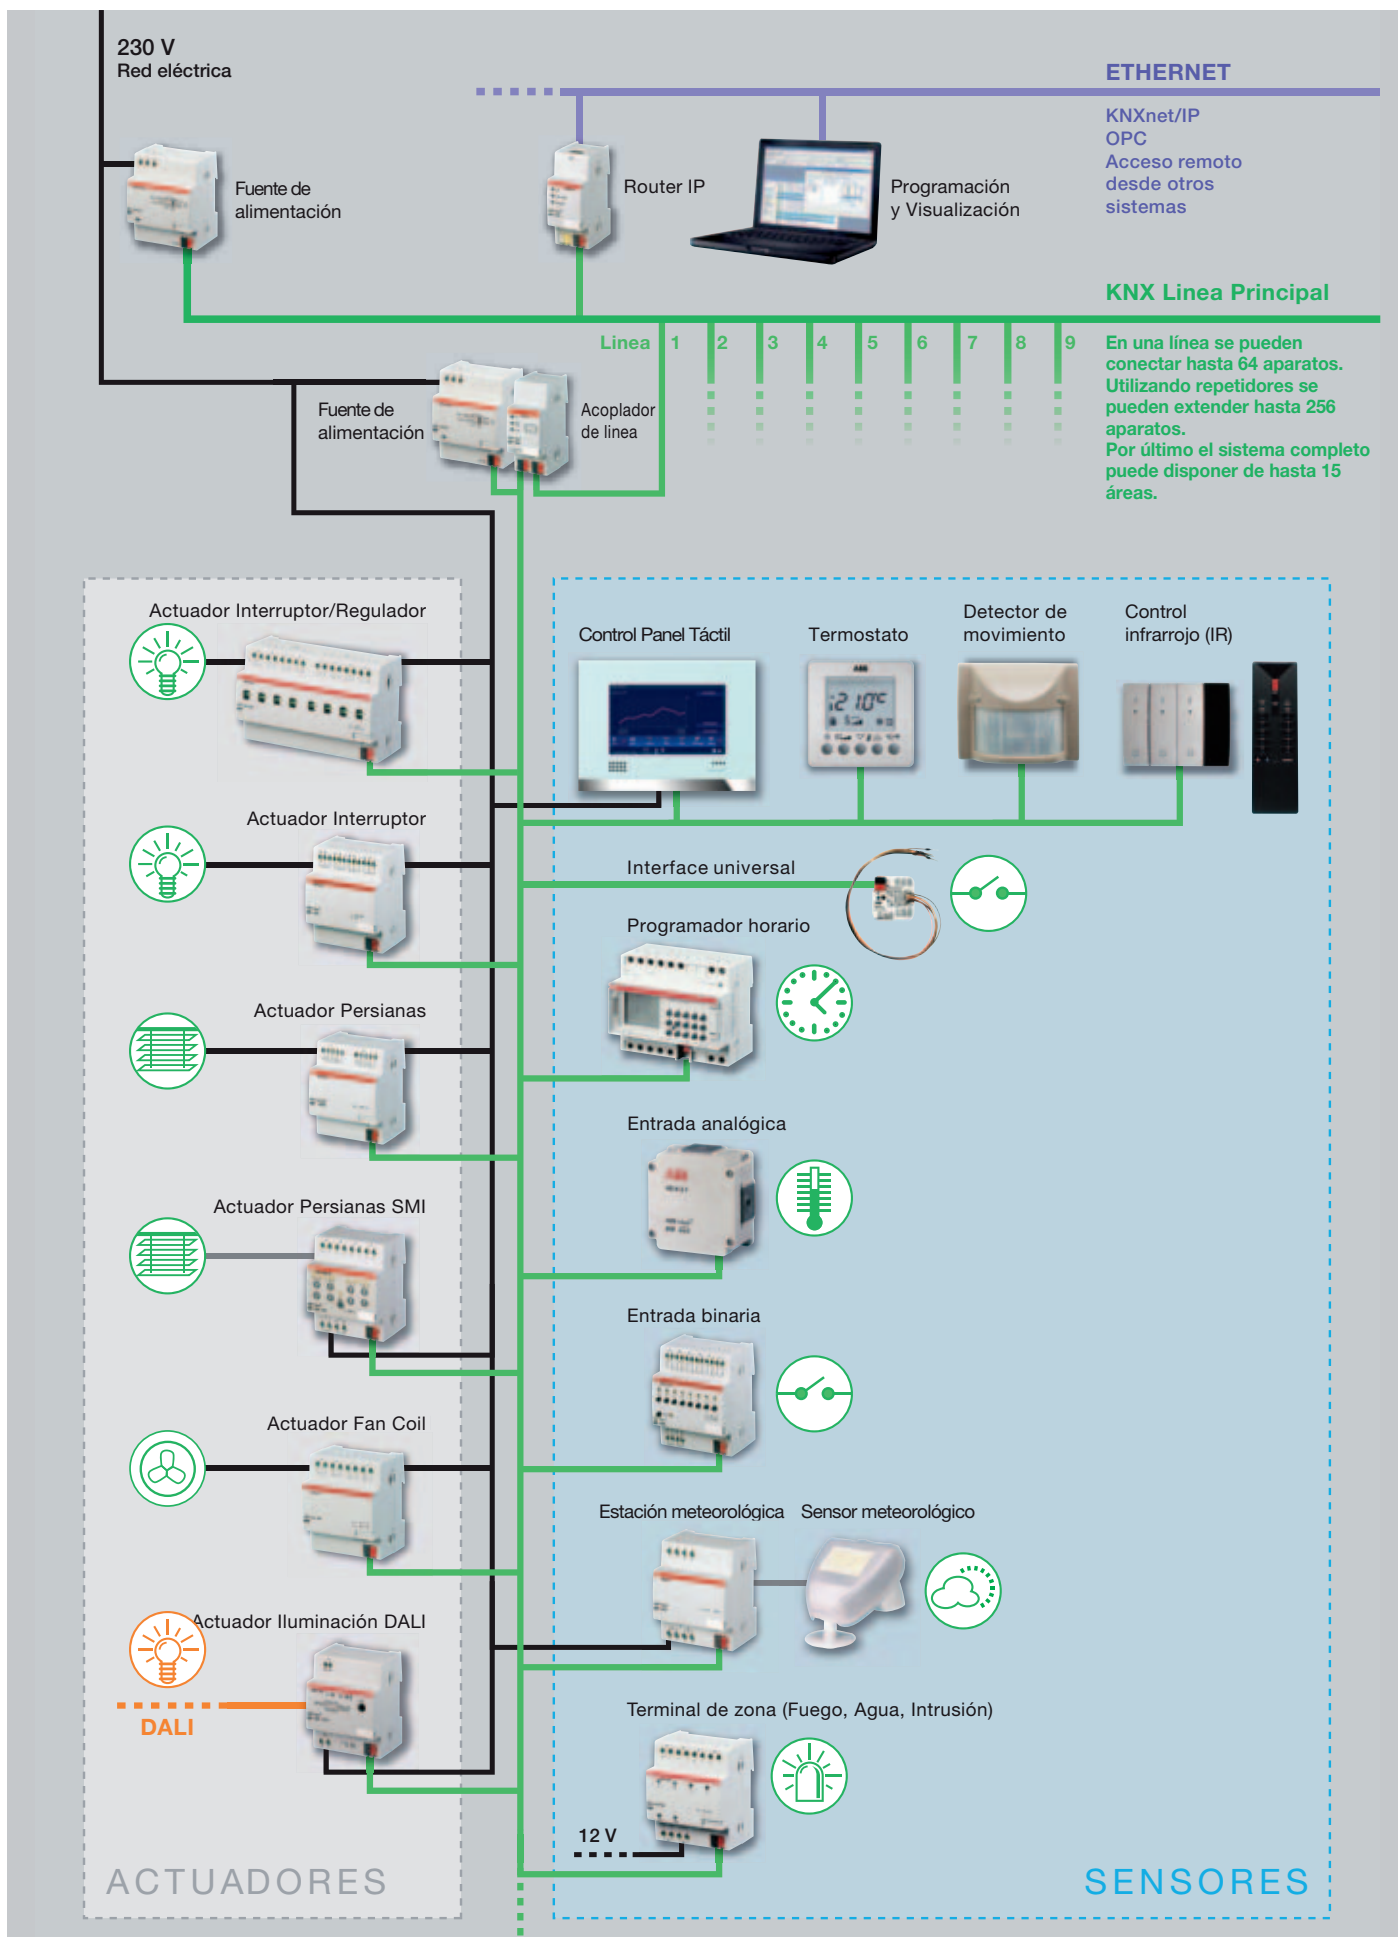 230 V
Red eléctrica
ETHERNET
KNXnet/IP
OPC
Acceso remoto
desde otros
sistemas
Fuente de
alimentación
Router IP
Programación
y Visualización
KNX Linea Principal
Linea 1 2 3 4 5 6 7 8 9
En una línea se pueden
conectar hasta 64 aparatos.
Utilizando repetidores se
pueden extender hasta 256
aparatos.
Por último el sistema completo
puede disponer de hasta 15
áreas.
Fuente de
alimentación
Acoplador
de linea
Actuador Interruptor/Regulador
Actuador Interruptor
Actuador Persianas
Actuador Persianas SMI
Actuador Fan Coil
Actuador Iluminación DALI
DALI
ACTUADORES
Control Panel Táctil
Termostato
Detector de
movimiento
Control
infrarrojo (IR)
ABB
Interface universal
Programador horario
Entrada analógica
ABB
Entrada binaria
Estación meteorológica
Sensor meteorológico
Terminal de zona (Fuego, Agua, Intrusión)
12 V
SENSORES